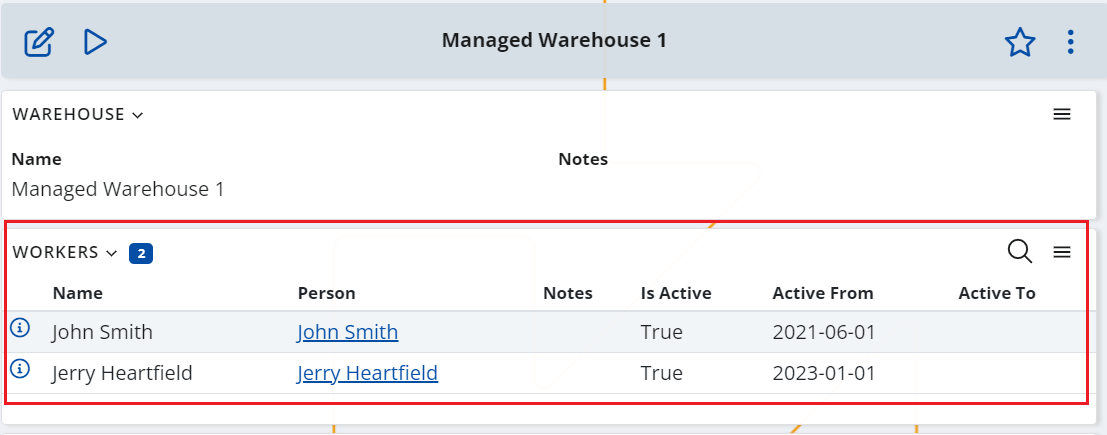 Managed Warehouse 1
WAREHOUSE
Name Notes
Managed Warehouse 1
WORKERS 2
Name Person Notes Is Active Active From Active To
John Smith John Smith True 2021-06-01
Jerry Heartfield Jerry Heartfield True 2023-01-01